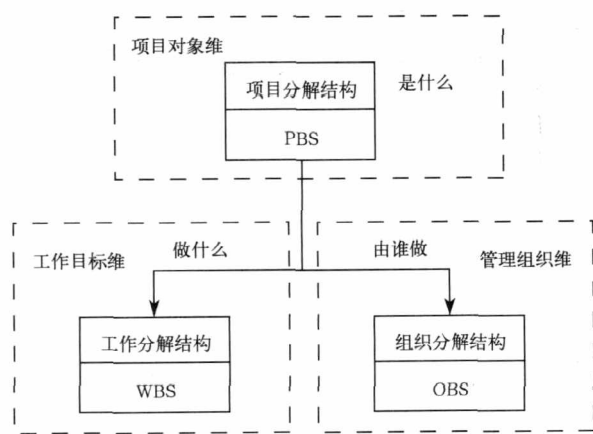 项目对象维
项目分解结构
是什么
PBS
做什么
由谁做
工作目标维
管理组织维
工作分解结构
组织分解结构
WBS
OBS